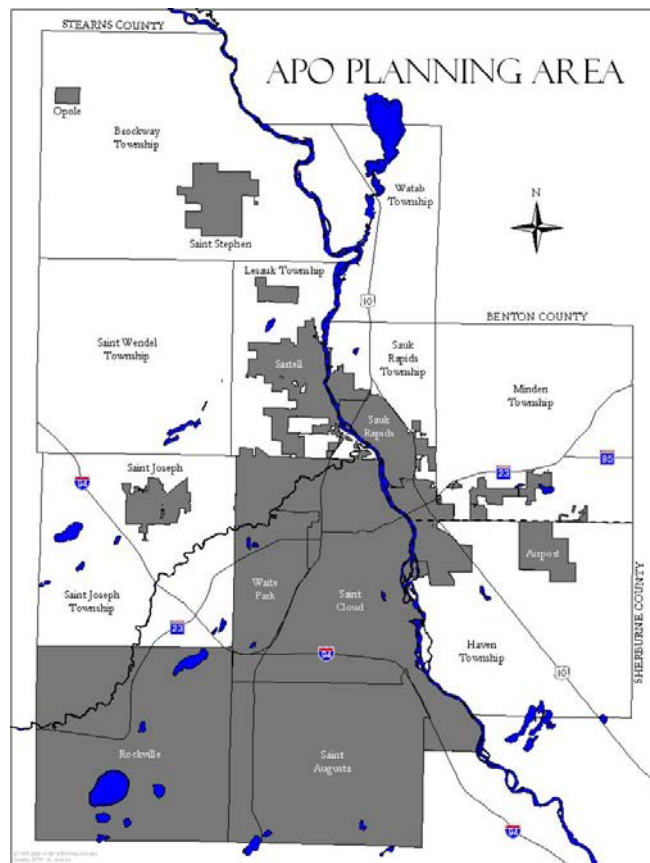 STEARNS COUNTY
APO PLANNING AREA
Opole
Brockway
Township
Watab
Township
N
Saint Stephen
Lesauk Township
10
BENTON COUNTY
Saint Wendel
Township
Sauk
Rapids
Township
Sartell
Minden
Township
Sauk
Rapids
23
95
Saint Joseph
94
Airport
Waite
Park
Saint
Cloud
Saint Joseph
Township
23
Haven
Township
SHERBURNE COUNTY
94
10
Rockville
Saint
Augusta
94